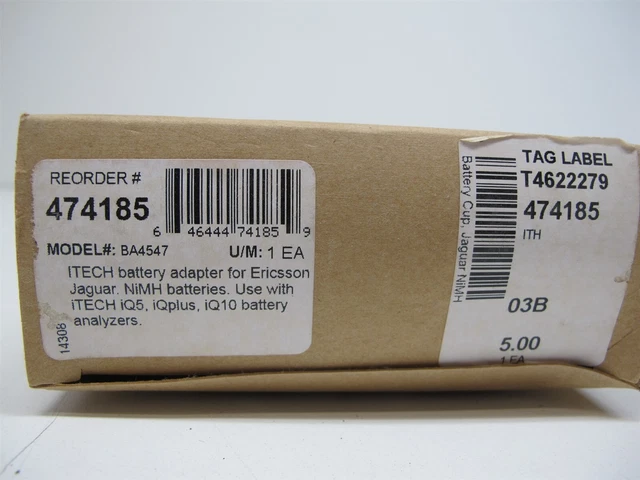 REORDER #
474185
6 46444 74185 9
MODEL#: BA4547
U/M: 1 EA
ITECH battery adapter for Ericsson
Jaguar. NiMH batteries. Use with
iTECH iQ5, iQplus, iQ10 battery
analyzers.
14308
Battery Cup, Jaguar NiMH
TAG LABEL
T4622279
474185
ITH
03B
5.00
1 EA